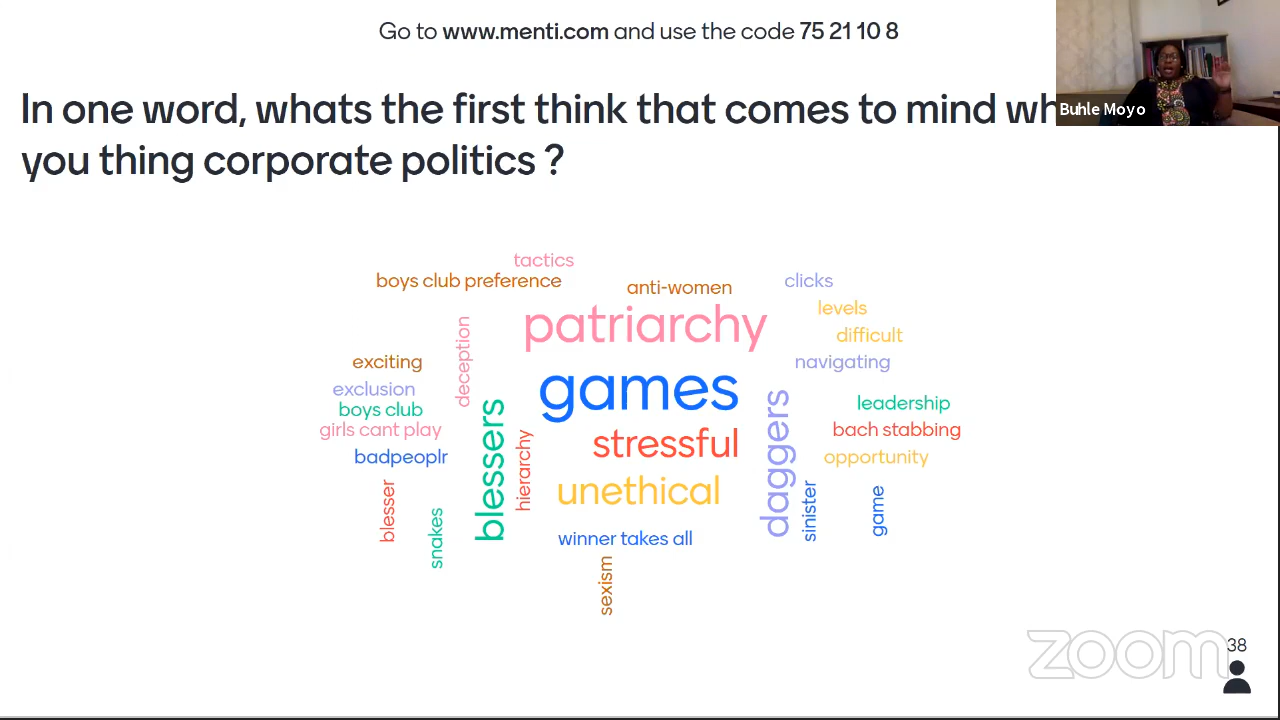 Go to www.menti.com and use the code 75 21 10 8
In one word, whats the first think that comes to mind wh
you thing corporate politics ?
Buhle Moyo
tactics
boys club preference
anti-women
clicks
levels
patriarchy
difficult
deception
exciting
navigating
games
exclusion
boys club
leadership
girls cant play
bach stabbing
stressful
badpeoplr
opportunity
blessers
hierarchy
daggers
unethical
blesser
snakes
sinister
game
winner takes all
sexism
zoom
38